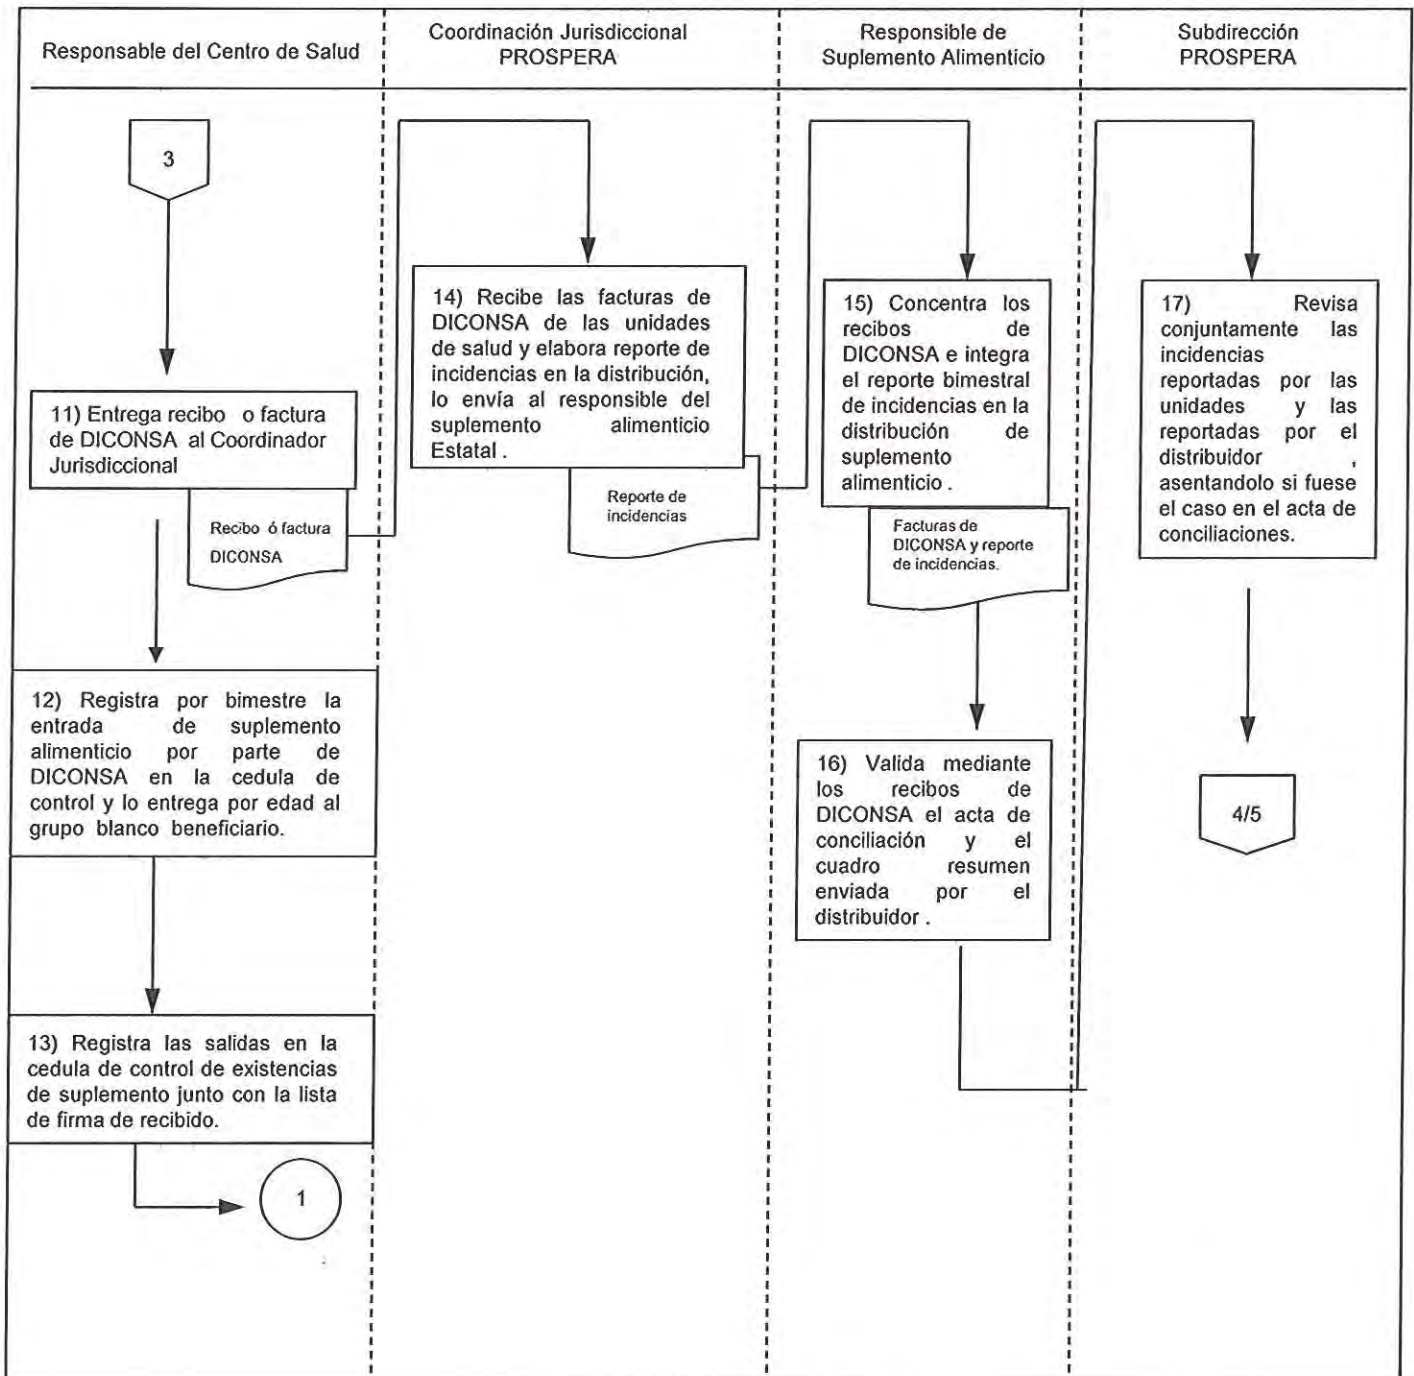 Responsable del Centro de Salud
Coordinación Jurisdiccional
PROSPERA
Responsible de
Suplemento Alimenticio
Subdirección
PROSPERA
3
11) Entrega recibo o factura
de DICONSA al Coordinador
Jurisdiccional
Recibo ó factura
DICONSA
12) Registra por bimestre la
entrada de suplemento
alimenticio por parte de
DICONSA en la cedula de
control y lo entrega por edad al
grupo blanco beneficiario.
13) Registra las salidas en la
cedula de control de existencias
de suplemento junto con la lista
de firma de recibido.
1
14) Recibe las facturas de
DICONSA de las unidades
de salud y elabora reporte de
incidencias en la distribución,
lo envía al responsible del
suplemento alimenticio
Estatal .
Reporte de
incidencias
15) Concentra los
recibos de
DICONSA e integra
el reporte bimestral
de incidencias en la
distribución de
suplemento
alimenticio .
Facturas de
DICONSA y reporte
de incidencias.
16) Valida mediante
los recibos de
DICONSA el acta de
conciliación y el
cuadro resumen
enviada por el
distribuidor .
17) Revisa
conjuntamente las
incidencias
reportadas por las
unidades y las
reportadas por el
distribuidor ,
asentandolo si fuese
el caso en el acta de
conciliaciones.
4/5